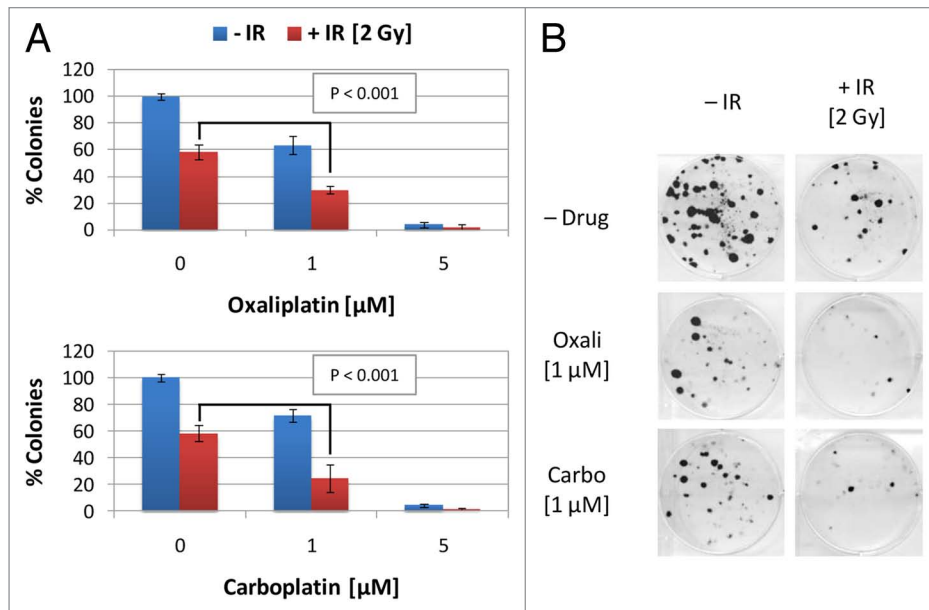 A
- IR + IR [2 Gy]
% Colonies
120
100
80
60
40
20
0
P < 0.001
0 1 5
Oxaliplatin [µM]
% Colonies
120
100
80
60
40
20
0
P < 0.001
0 1 5
Carboplatin [µM]
B
– IR
+ IR
[2 Gy]
– Drug
Oxali
[1 µM]
Carbo
[1 µM]